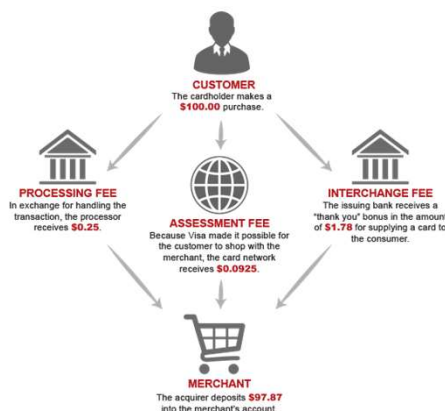 CUSTOMER
The cardholder makes a
$100.00 purchase.
PROCESSING FEE
In exchange for handling the
transaction, the processor
receives $0.25.
ASSESSMENT FEE
Because Visa made it possible for
the customer to shop with the
merchant, the card network
receives $0.0925.
INTERCHANGE FEE
The issuing bank receives a
"thank you" bonus in the amount
of $1.78 for supplying a card to
the consumer.
MERCHANT
The acquirer deposits $97.87
into the merchant's account